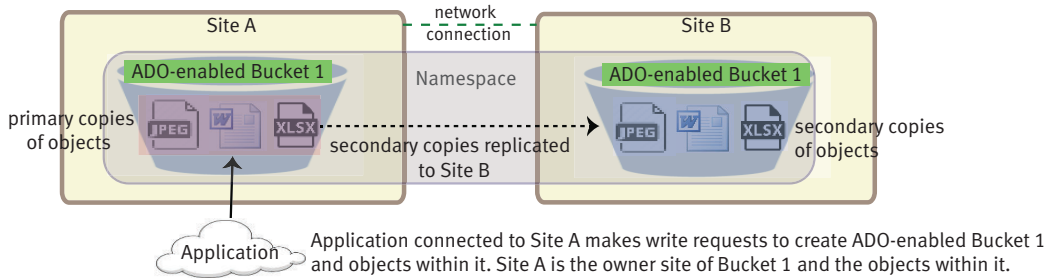 Site A
network
connection
Site B
ADO-enabled Bucket 1
Namespace
ADO-enabled Bucket 1
primary copies
of objects
JPEG
W
XLSX
secondary copies replicated
to Site B
JPEG
W
XLSX
secondary copies
of objects
Application
Application connected to Site A makes write requests to create ADO-enabled Bucket 1
and objects within it. Site A is the owner site of Bucket 1 and the objects within it.